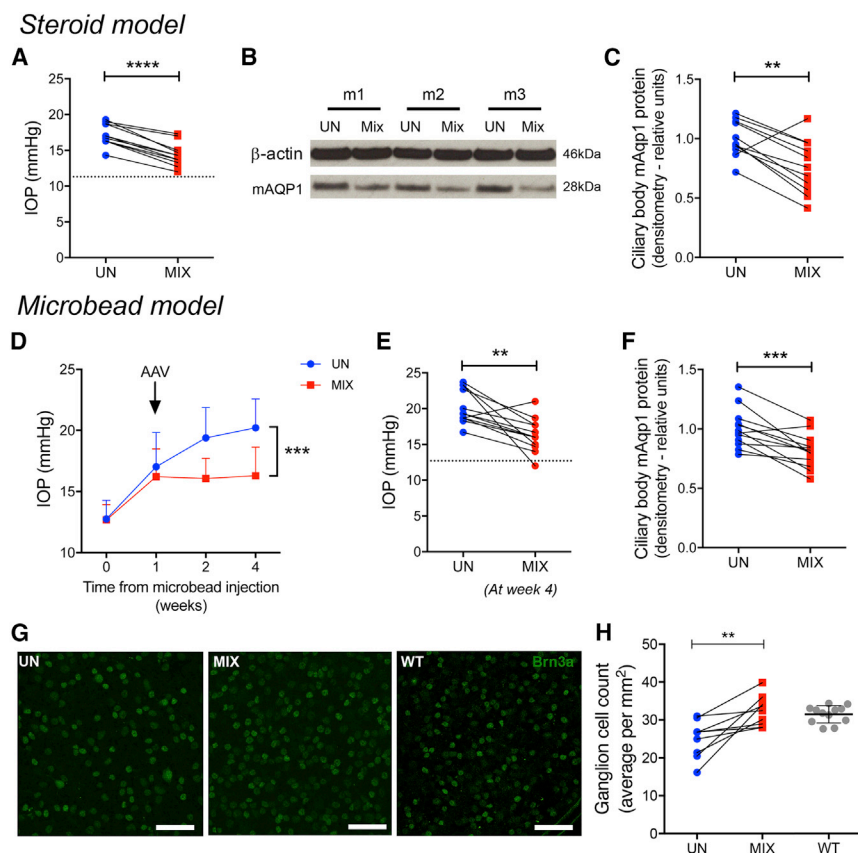 Steroid model
A
****
25
20
15
10
5
0
IOP (mmHg)
UN
MIX
B
m1
m2
m3
UN
Mix
UN
Mix
UN
Mix
β-actin
46kDa
mAQP1
28kDa
C
**
1.5
1.0
0.5
0.0
Ciliary body mAqp1 protein
(densitometry - relative units)
UN
MIX
Microbead model
D
25
20
15
10
IOP (mmHg)
AAV
UN
MIX
***
0
1
2
4
Time from microbead injection
(weeks)
E
**
25
20
15
10
5
0
IOP (mmHg)
UN
MIX
(At week 4)
F
***
1.5
1.0
0.5
0.0
Ciliary body mAqp1 protein
(densitometry - relative units)
UN
MIX
G
UN
MIX
WT
Brn3a
H
**
50
40
30
20
10
0
Ganglion cell count
(average per mm²)
UN
MIX
WT